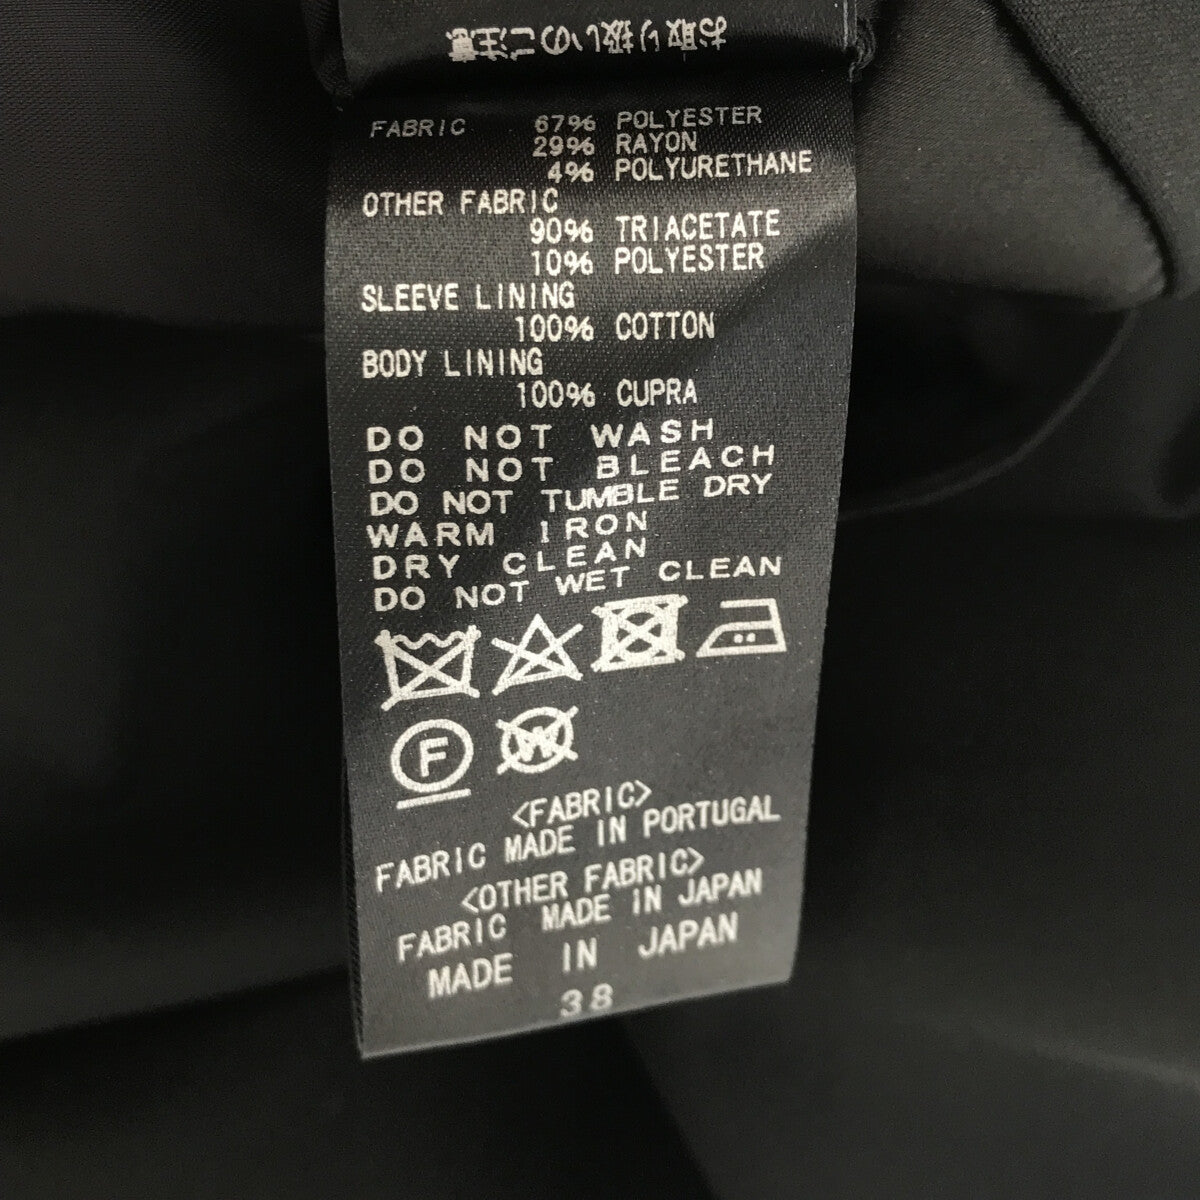 FABRIC 67% POLYESTER
29% RAYON
4% POLYURETHANE
OTHER FABRIC
90% TRIACETATE
10% POLYESTER
SLEEVE LINING
100% COTTON
BODY LINING
100% CUPRA
DO NOT WASH
DO NOT BLEACH
DO NOT TUMBLE DRY
WARM IRON
DRY CLEAN
DO NOT WET CLEAN
F W
<FABRIC>
FABRIC MADE IN PORTUGAL
<OTHER FABRIC>
FABRIC MADE IN JAPAN
MADE IN JAPAN
38